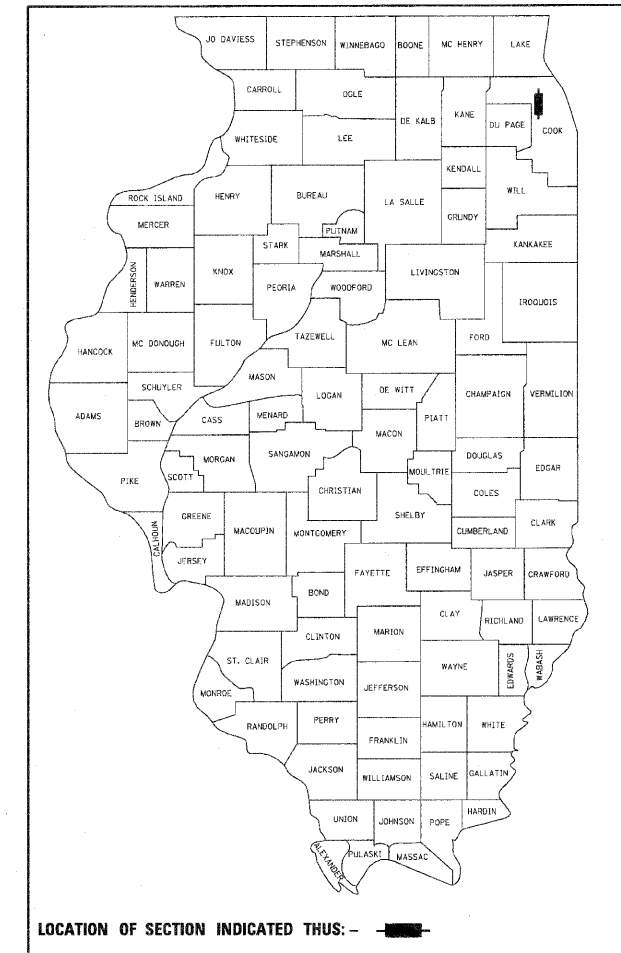 JO DAVIESS STEPHENSON WINNEBAGO BOONE MC HENRY LAKE
CARROLL OGLE DE KALB KANE DU PAGE COOK
WHITESIDE LEE
KENDALL
WILL
ROCK ISLAND HENRY BUREAU LA SALLE GRUNDY
MERCER
PUTNAM
STARK MARSHALL KANKAKEE
HENDERSON WARREN KNOX PEORIA WOODFORD LIVINGSTON
IROQUOIS
HANCOCK MC DONOUGH FULTON TAZEWELL MC LEAN FORD
MASON
SCHUYLER LOGAN DE WITT CHAMPAIGN VERMILION
ADAMS BROWN CASS MENARD PIATT
MACON
MORGAN SANGAMON DOUGLAS
PIKE SCOTT CHRISTIAN MOULTRIE COLES EDGAR
GREENE MACOUPIN SHELBY
CALHOUN MONTGOMERY CUMBERLAND CLARK
JERSEY FAYETTE EFFINGHAM JASPER CRAWFORD
MADISON BOND
CLAY RICHLAND LAWRENCE
CLINTON MARION
ST. CLAIR WAYNE EDWARDS WABASH
WASHINGTON JEFFERSON
MONROE
RANDOLPH PERRY HAMILTON WHITE
FRANKLIN
JACKSON WILLIAMSON SALINE GALLATIN
HARDIN
UNION JOHNSON POPE
ALEXANDER PULASKI MASSAC
LOCATION OF SECTION INDICATED THUS: -